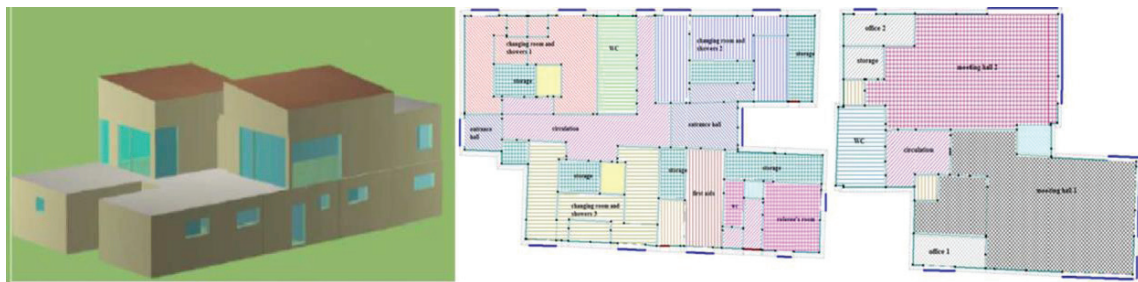 changing room and
showers 1
WC
changing room and
showers 2
storage
storage
entrance
hall
circulation
entrance hall
storage
storage
storage
first aids
changing room and
showers 3
WC
referee's room
office 2
storage
meeting hall 2
WC
circulation
meeting hall 1
office 1